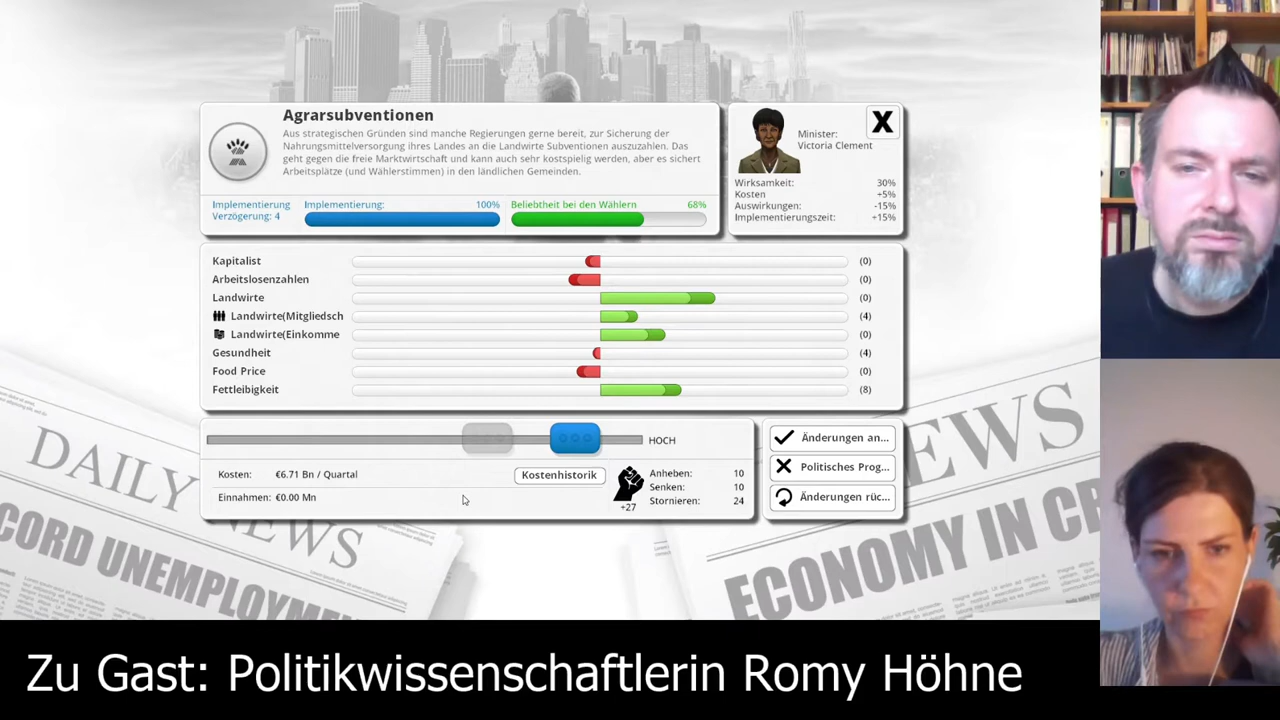 Agrarsubventionen
Aus strategischen Gründen sind manche Regierungen gerne bereit, zur Sicherung der
Nahrungsmittelversorgung ihres Landes an die Landwirte Subventionen auszuzahlen. Das
geht gegen die freie Marktwirtschaft und kann auch sehr kostspielig werden, aber es sichert
Arbeitsplätze (und Wählerstimmen) in den ländlichen Gemeinden.
Implementierung
Verzögerung: 4
Implementierung: 100%
Beliebtheit bei den Wählern 68%
X
Minister:
Victoria Clement
Wirksamkeit: 30%
Kosten +5%
Auswirkungen: -15%
Implementierungszeit: +15%
Kapitalist (0)
Arbeitslosenzahlen (0)
Landwirte (0)
Landwirte(Mitgliedsch (4)
Landwirte(Einkomme (0)
Gesundheit (4)
Food Price (0)
Fettleibigkeit (8)
HOCH
Kosten: €6.71 Bn / Quartal
Einnahmen: €0.00 Mn
Kostenhistorik
+27
Anheben: 10
Senken: 10
Stornieren: 24
Änderungen an...
Politisches Prog...
Änderungen rüc...
DAILY NEWS
CORD UNEMPLOYME
NEWS
ECONOMY IN CR
Zu Gast: Politikwissenschaftlerin Romy Höhne